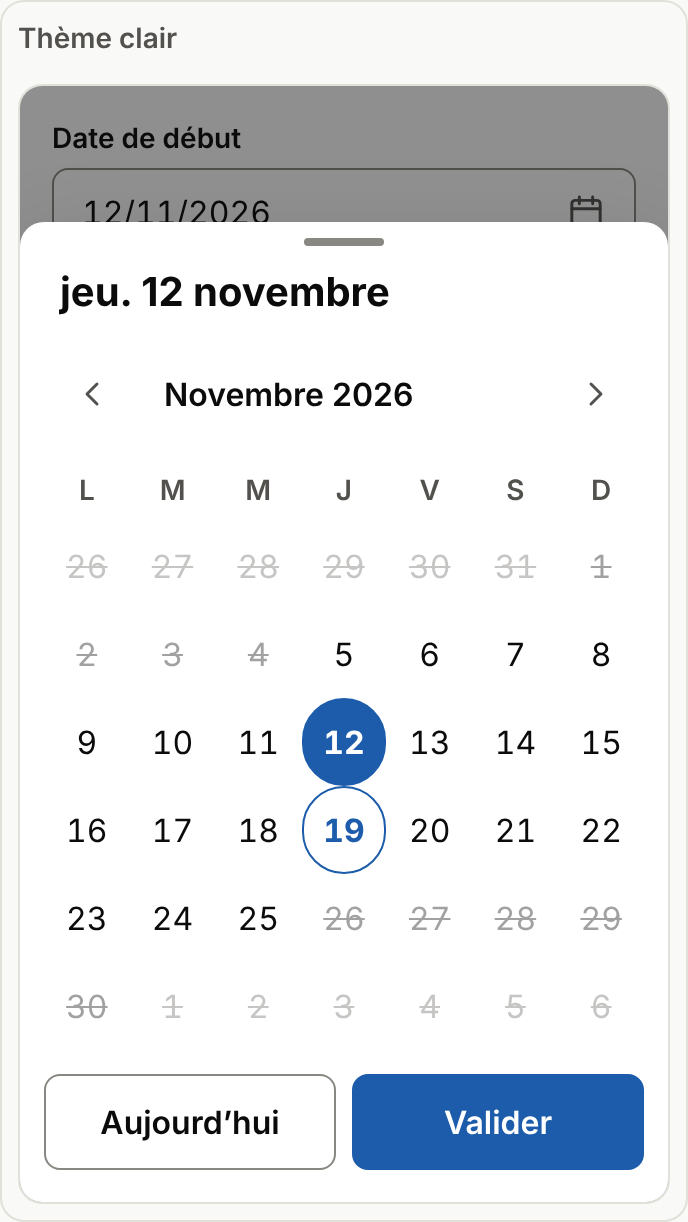 Thème clair
Date de début
12/11/2026
jeu. 12 novembre
Novembre 2026
L M M J V S D
26 27 28 29 30 31 1
2 3 4 5 6 7 8
9 10 11 12 13 14 15
16 17 18 19 20 21 22
23 24 25 26 27 28 29
30 1 2 3 4 5 6
Aujourd’hui Valider